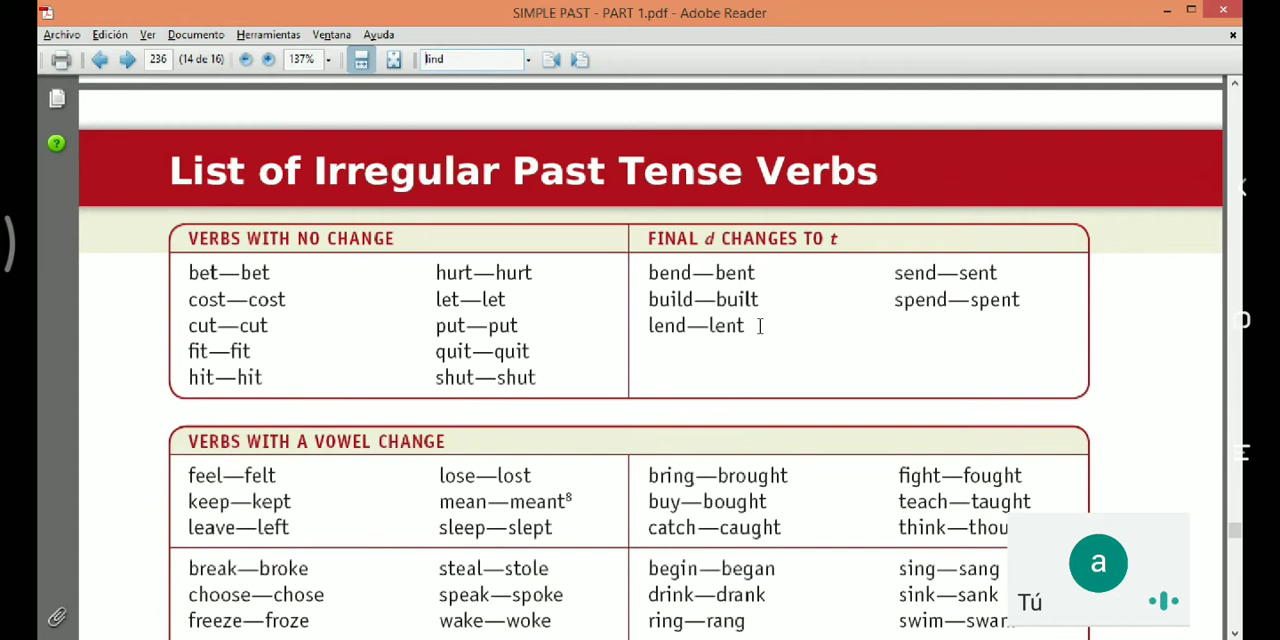 SIMPLE PAST - PART 1.pdf - Adobe Reader
Archivo Edición Ver Documento Herramientas Ventana Ayuda
236 (14 de 16) 137% lind
List of Irregular Past Tense Verbs
VERBS WITH NO CHANGE FINAL d CHANGES TO t
bet—bet hurt—hurt bend—bent send—sent
cost—cost let—let build—built spend—spent
cut—cut put—put lend—lent
fit—fit quit—quit
hit—hit shut—shut
VERBS WITH A VOWEL CHANGE
feel—felt lose—lost bring—brought fight—fought
keep—kept mean—meant⁸ buy—bought teach—taught
leave—left sleep—slept catch—caught think—thou
break—broke steal—stole begin—began sing—sang
choose—chose speak—spoke drink—drank sink—sank
freeze—froze wake—woke ring—rang swim—swam
a
Tú